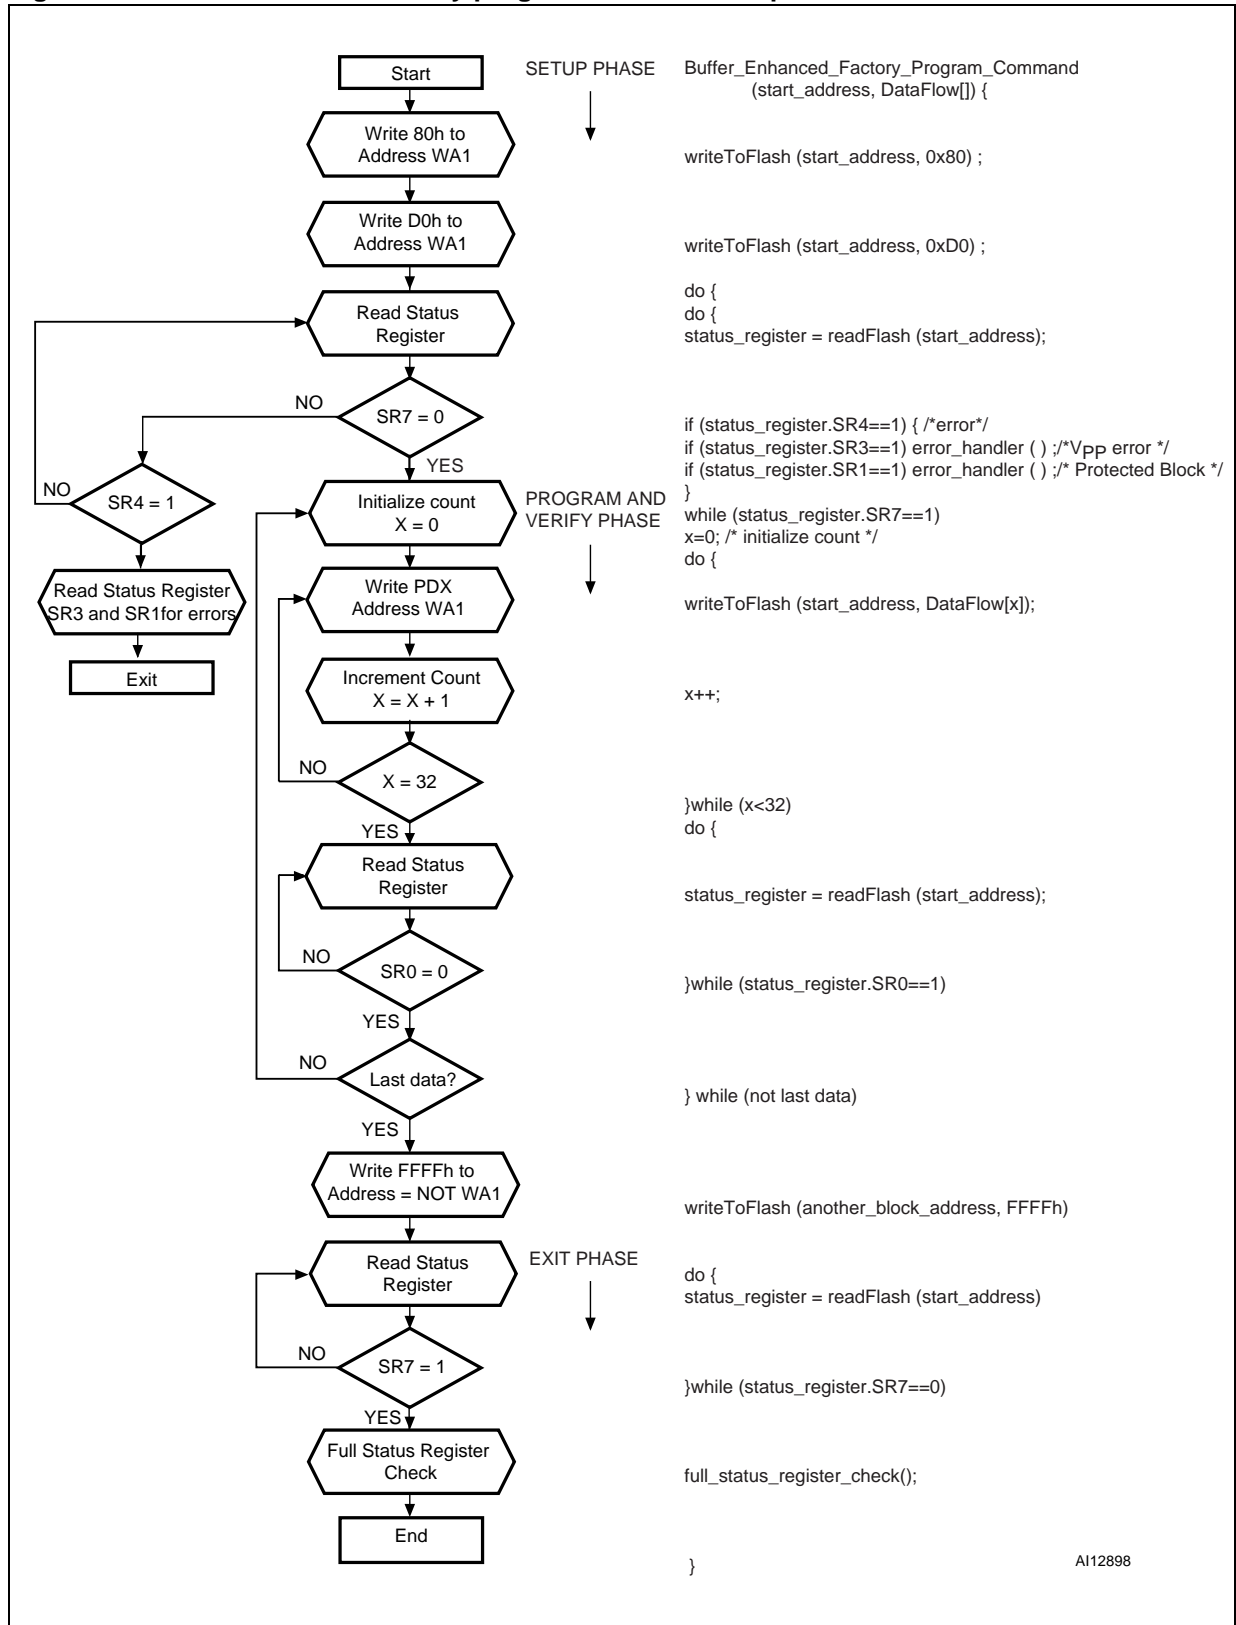 Start
SETUP PHASE
Buffer_Enhanced_Factory_Program_Command
(start_address, DataFlow[]) {
Write 80h to
Address WA1
writeToFlash (start_address, 0x80) ;
Write D0h to
Address WA1
writeToFlash (start_address, 0xD0) ;
do {
do {
Read Status
Register
status_register = readFlash (start_address);
NO
SR7 = 0
YES
if (status_register.SR4==1) { /*error*/
if (status_register.SR3==1) error_handler ( ) ;/*VPP error */
if (status_register.SR1==1) error_handler ( ) ;/* Protected Block */
}
while (status_register.SR7==1)
x=0; /* initialize count */
do {
NO
SR4 = 1
Initialize count
X = 0
PROGRAM AND
VERIFY PHASE
Read Status Register
SR3 and SR1for errors
Exit
Write PDX
Address WA1
writeToFlash (start_address, DataFlow[x]);
Increment Count
X = X + 1
x++;
NO
X = 32
YES
}while (x<32)
do {
Read Status
Register
status_register = readFlash (start_address);
NO
SR0 = 0
YES
}while (status_register.SR0==1)
NO
Last data?
YES
} while (not last data)
Write FFFFh to
Address = NOT WA1
writeToFlash (another_block_address, FFFFh)
Read Status
Register
EXIT PHASE
do {
status_register = readFlash (start_address)
NO
SR7 = 1
YES
}while (status_register.SR7==0)
Full Status Register
Check
full_status_register_check();
End
}
AI12898